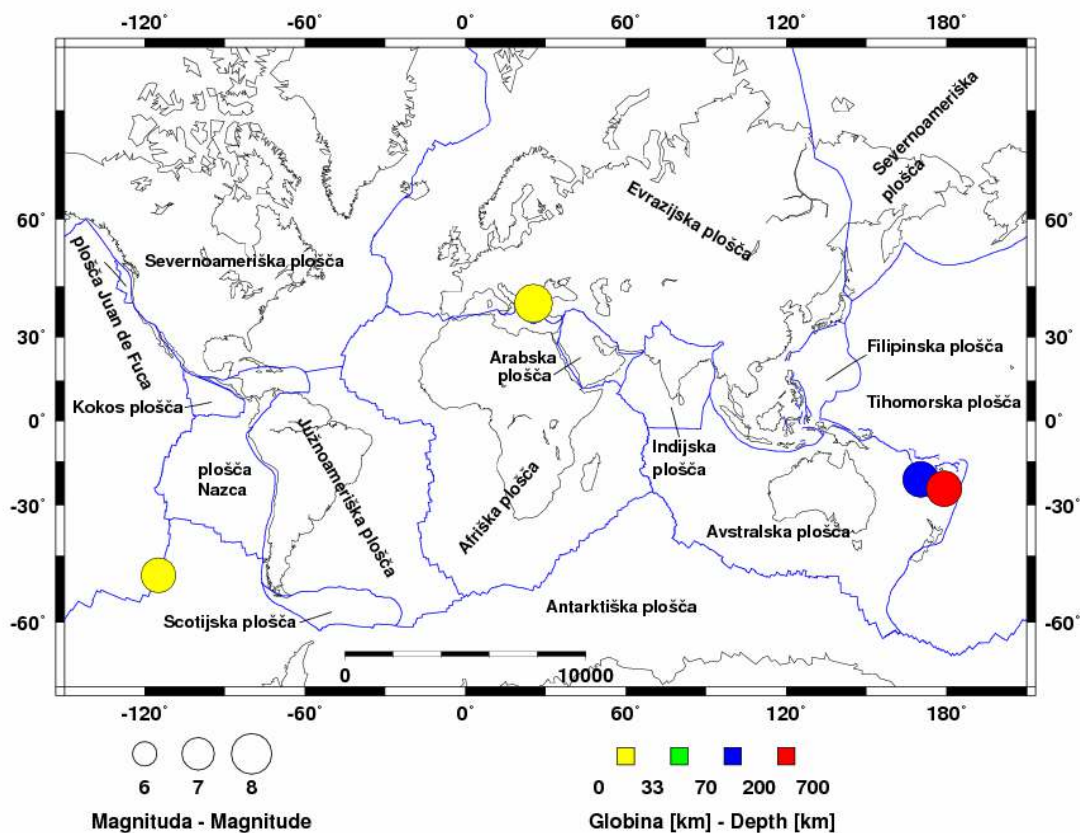 -120° -60° 0 60° 120° 180°
60° 60°
30° 30°
0° 0°
-30° -30°
-60° -60°
Severnoameriška
plošča
Evrazijska plošča
Severnoameriška plošča
plošča Juan de Fuca
Arabska
plošča
Filipinska plošča
Kokos plošča
Tihomorska plošča
Indijska
plošča
plošča
Nazca
Južnoameriška plošča
Afriška plošča
Avstralska plošča
Antarktiška plošča
Scotijska plošča
0 10000
-120° -60° 0 60° 120° 180°
6 7 8
0 33 70 200 700
Magnituda - Magnitude
Globina [km] - Depth [km]